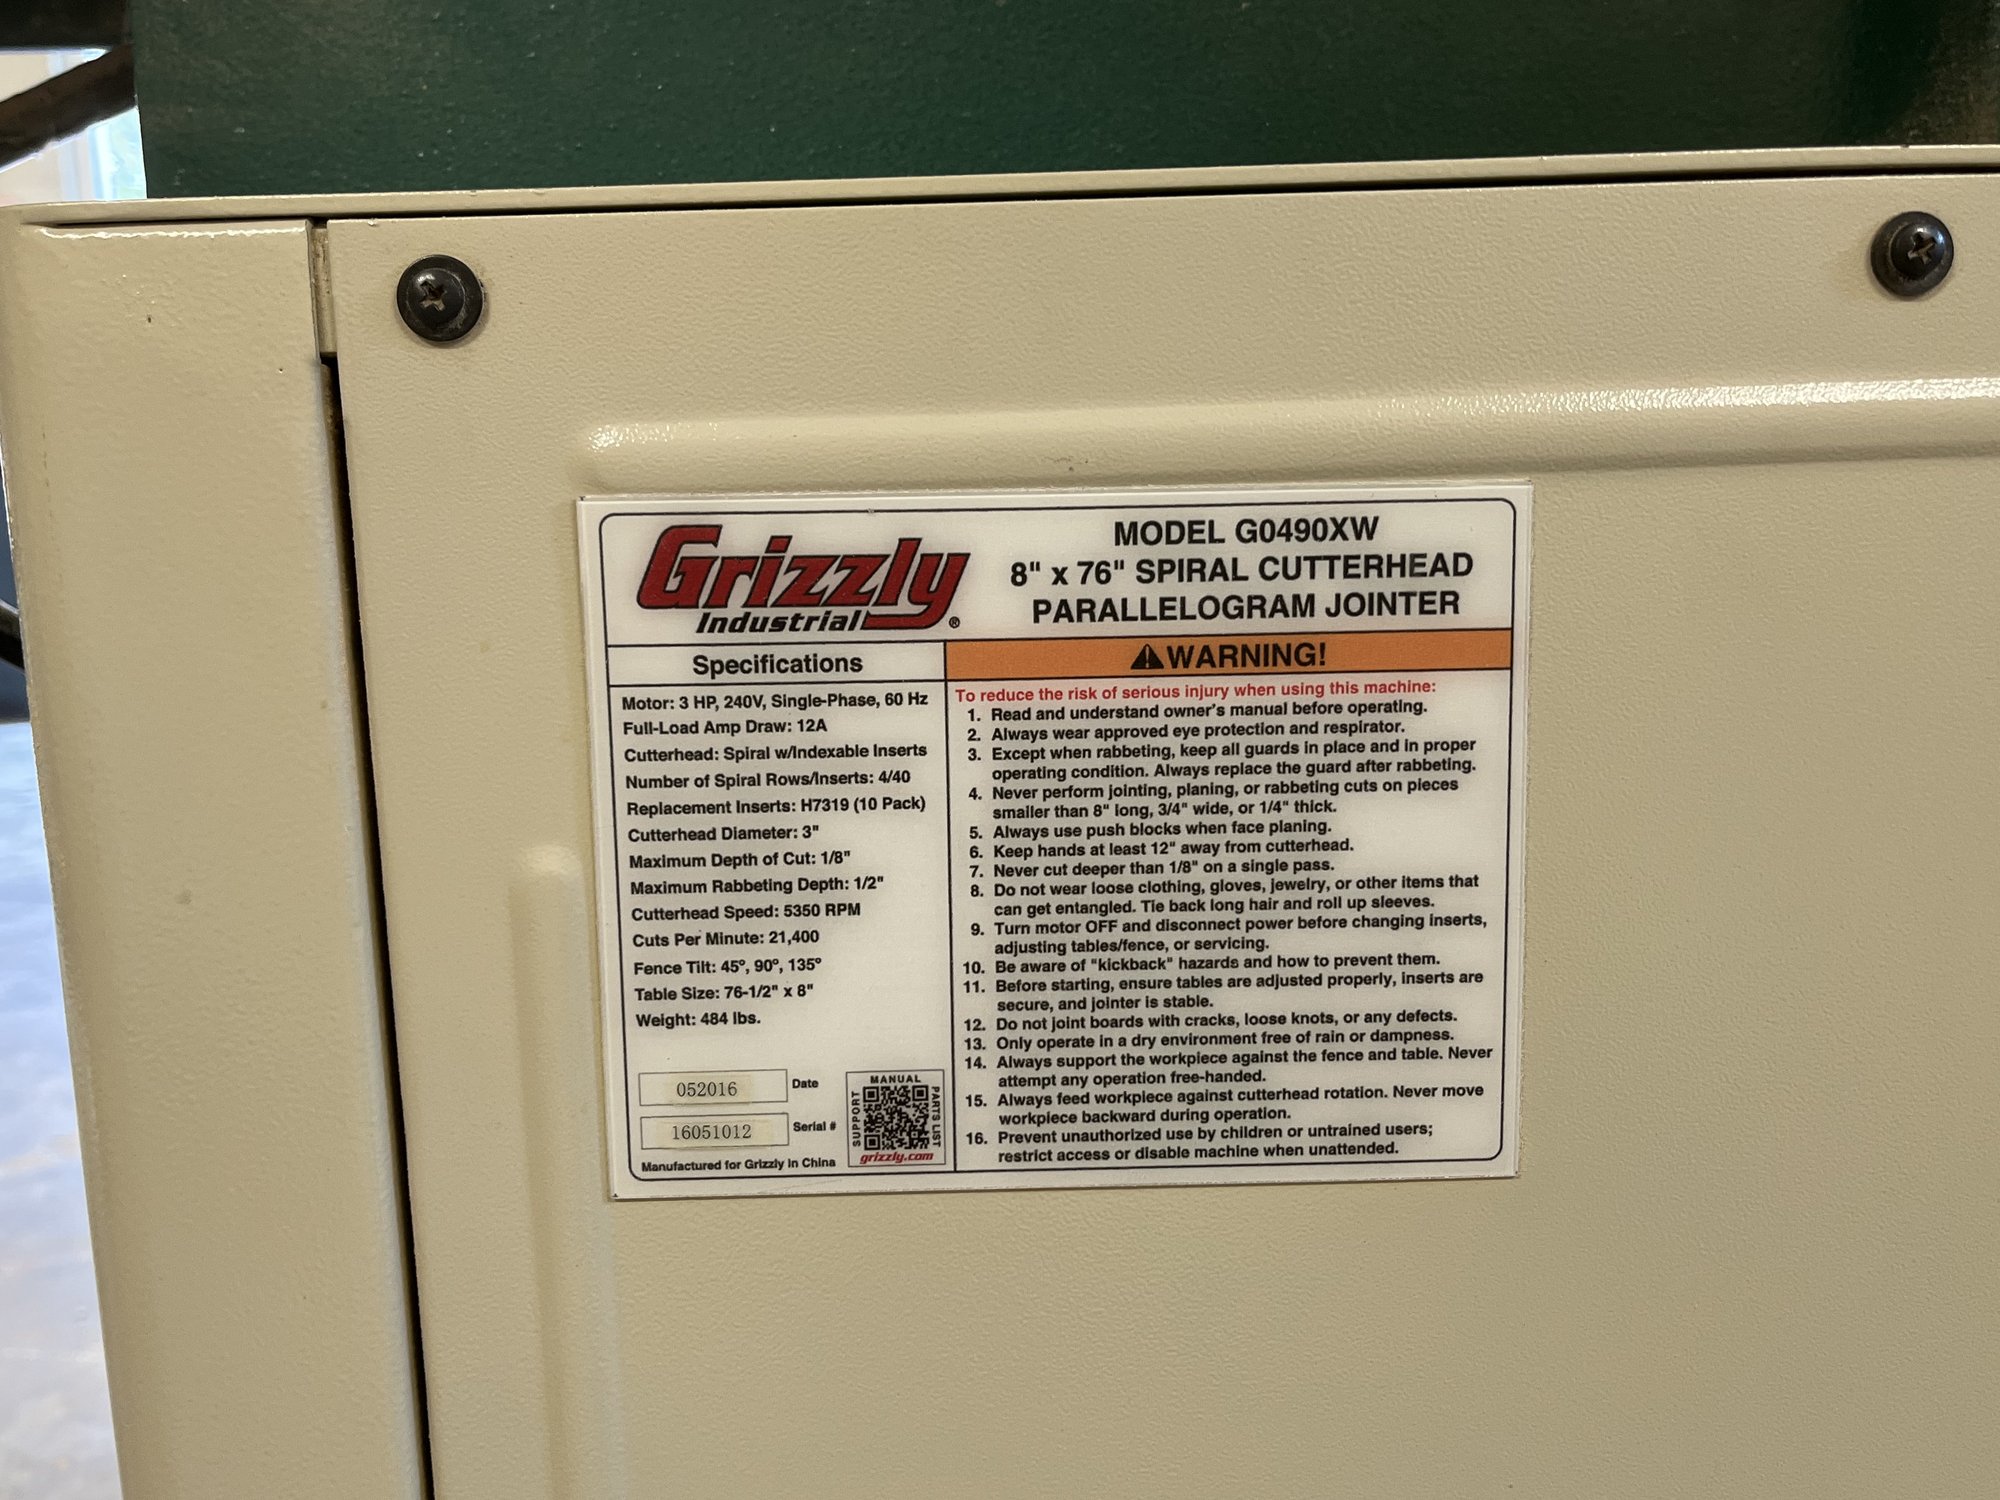 Grizzly
Industrial®
MODEL G0490XW
8" x 76" SPIRAL CUTTERHEAD
PARALLELOGRAM JOINTER
Specifications
Motor: 3 HP, 240V, Single-Phase, 60 Hz
Full-Load Amp Draw: 12A
Cutterhead: Spiral w/Indexable Inserts
Number of Spiral Rows/Inserts: 4/40
Replacement Inserts: H7319 (10 Pack)
Cutterhead Diameter: 3"
Maximum Depth of Cut: 1/8"
Maximum Rabbeting Depth: 1/2"
Cutterhead Speed: 5350 RPM
Cuts Per Minute: 21,400
Fence Tilt: 45°, 90°, 135°
Table Size: 76-1/2" x 8"
Weight: 484 lbs.
052016 Date
16051012 Serial #
Manufactured for Grizzly in China
MANUAL
SUPPORT
PARTS LIST
grizzly.com
WARNING!
To reduce the risk of serious injury when using this machine:
1. Read and understand owner's manual before operating.
2. Always wear approved eye protection and respirator.
3. Except when rabbeting, keep all guards in place and in proper
operating condition. Always replace the guard after rabbeting.
4. Never perform jointing, planing, or rabbeting cuts on pieces
smaller than 8" long, 3/4" wide, or 1/4" thick.
5. Always use push blocks when face planing.
6. Keep hands at least 12" away from cutterhead.
7. Never cut deeper than 1/8" on a single pass.
8. Do not wear loose clothing, gloves, jewelry, or other items that
can get entangled. Tie back long hair and roll up sleeves.
9. Turn motor OFF and disconnect power before changing inserts,
adjusting tables/fence, or servicing.
10. Be aware of "kickback" hazards and how to prevent them.
11. Before starting, ensure tables are adjusted properly, inserts are
secure, and jointer is stable.
12. Do not joint boards with cracks, loose knots, or any defects.
13. Only operate in a dry environment free of rain or dampness.
14. Always support the workpiece against the fence and table. Never
attempt any operation free-handed.
15. Always feed workpiece against cutterhead rotation. Never move
workpiece backward during operation.
16. Prevent unauthorized use by children or untrained users;
restrict access or disable machine when unattended.